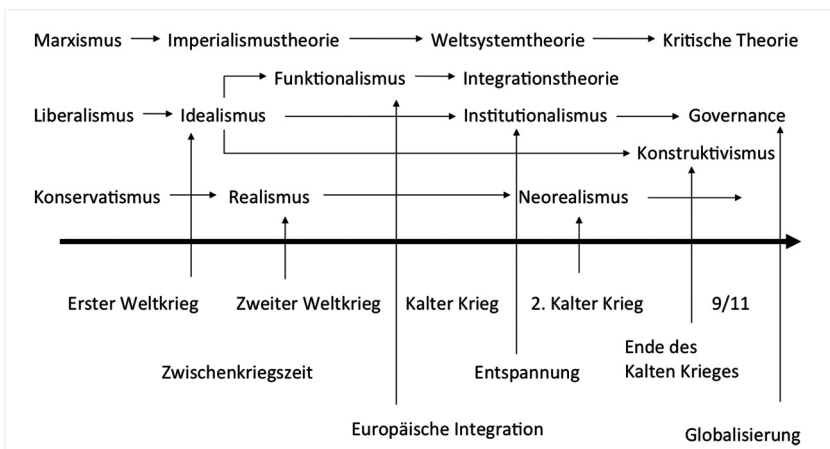 Marxismus Imperialismustheorie Weltsystemtheorie Kritische Theorie
Funktionalismus Integrationstheorie
Liberalismus Idealismus Institutionalismus Governance
Konstruktivismus
Konservatismus Realismus Neorealismus
Erster Weltkrieg Zweiter Weltkrieg Kalter Krieg 2. Kalter Krieg 9/11
Ende des
Kalten Krieges
Zwischenkriegszeit Entspannung
Europäische Integration
Globalisierung